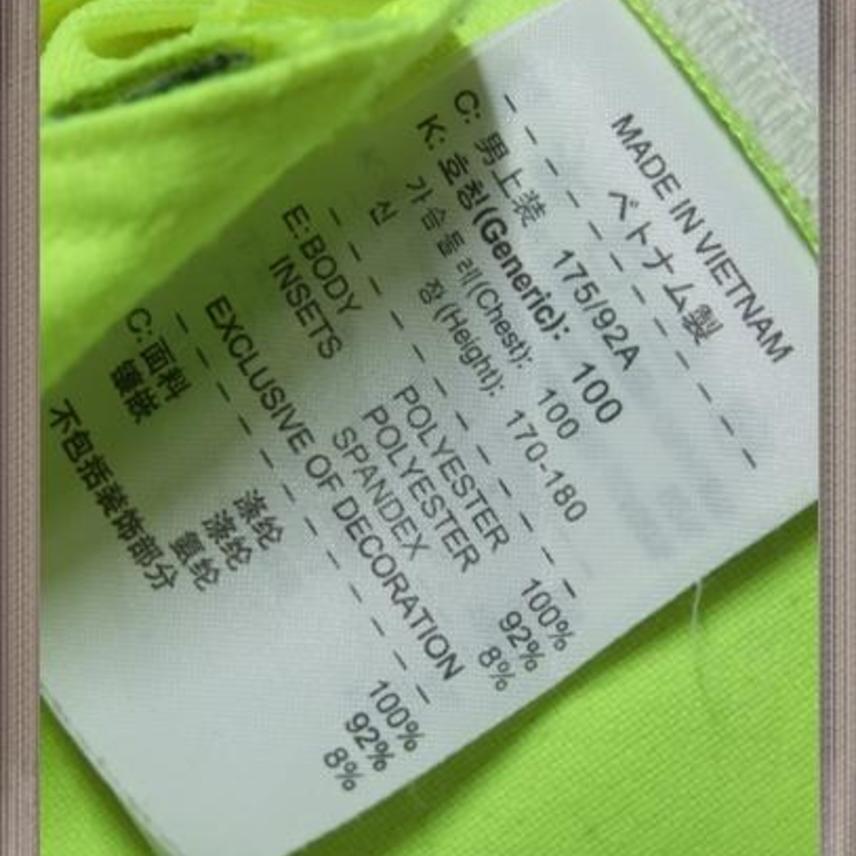 MADE IN VIETNAM
ベトナム製
C: 男上装 175/92A
K: 호칭(Generic): 100
가슴둘레(Chest): 100
신 장(Height): 170-180
E: BODY POLYESTER 100%
INSETS POLYESTER 92%
SPANDEX 8%
EXCLUSIVE OF DECORATION
C: 面料 涤纶 100%
镶嵌 涤纶 92%
氨纶 8%
不包括装饰部分